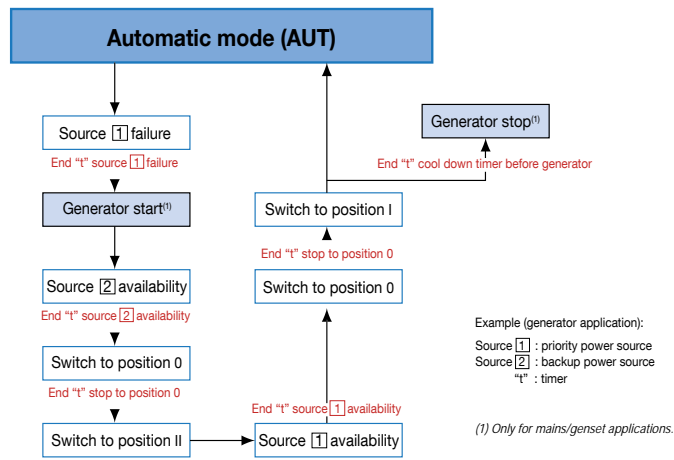 Automatic mode (AUT)
Source 1 failure
End “t” source 1 failure
Generator start(1)
Source 2 availability
End “t” source 2 availability
Switch to position 0
End “t” stop to position 0
Switch to position II
Source 1 availability
End “t” source 1 availability
Switch to position 0
End “t” stop to position 0
Switch to position I
End “t” cool down timer before generator
Generator stop(1)
Example (generator application):
Source 1 : priority power source
Source 2 : backup power source
“t” : timer
(1) Only for mains/genset applications.